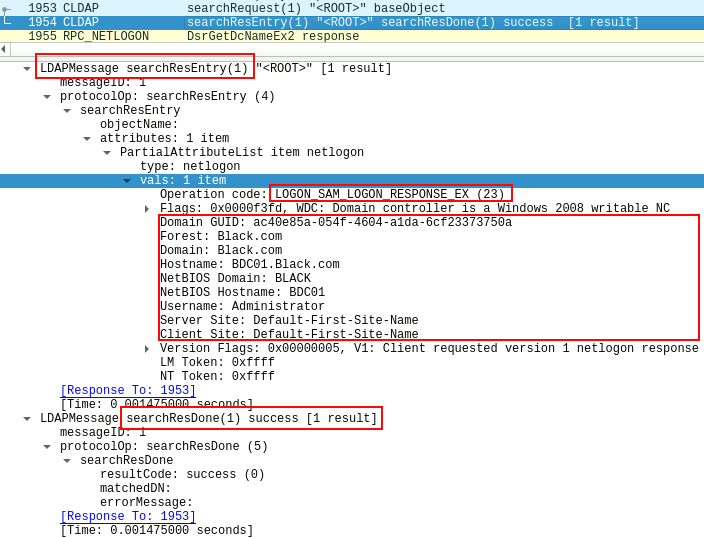 1953 CLDAP searchRequest(1) "<ROOT>" baseObject
1954 CLDAP searchResEntry(1) "<ROOT>" searchResDone(1) success [1 result]
1955 RPC_NETLOGON DsrGetDcNameEx2 response
LDAPMessage searchResEntry(1) "<ROOT>" [1 result]
messageID: 1
protocolOp: searchResEntry (4)
searchResEntry
objectName:
attributes: 1 item
PartialAttributeList item netlogon
type: netlogon
vals: 1 item
Operation code: LOGON_SAM_LOGON_RESPONSE_EX (23)
Flags: 0x0000f3fd, WDC: Domain controller is a Windows 2008 writable NC
Domain GUID: ac40e85a-054f-4604-a1da-6cf23373750a
Forest: Black.com
Domain: Black.com
Hostname: BDC01.Black.com
NetBIOS Domain: BLACK
NetBIOS Hostname: BDC01
Username: Administrator
Server Site: Default-First-Site-Name
Client Site: Default-First-Site-Name
Version Flags: 0x00000005, V1: Client requested version 1 netlogon response
LM Token: 0xffff
NT Token: 0xffff
[Response To: 1953]
[Time: 0.001475000 seconds]
LDAPMessage searchResDone(1) success [1 result]
messageID: 1
protocolOp: searchResDone (5)
searchResDone
resultCode: success (0)
matchedDN:
errorMessage:
[Response To: 1953]
[Time: 0.001475000 seconds]